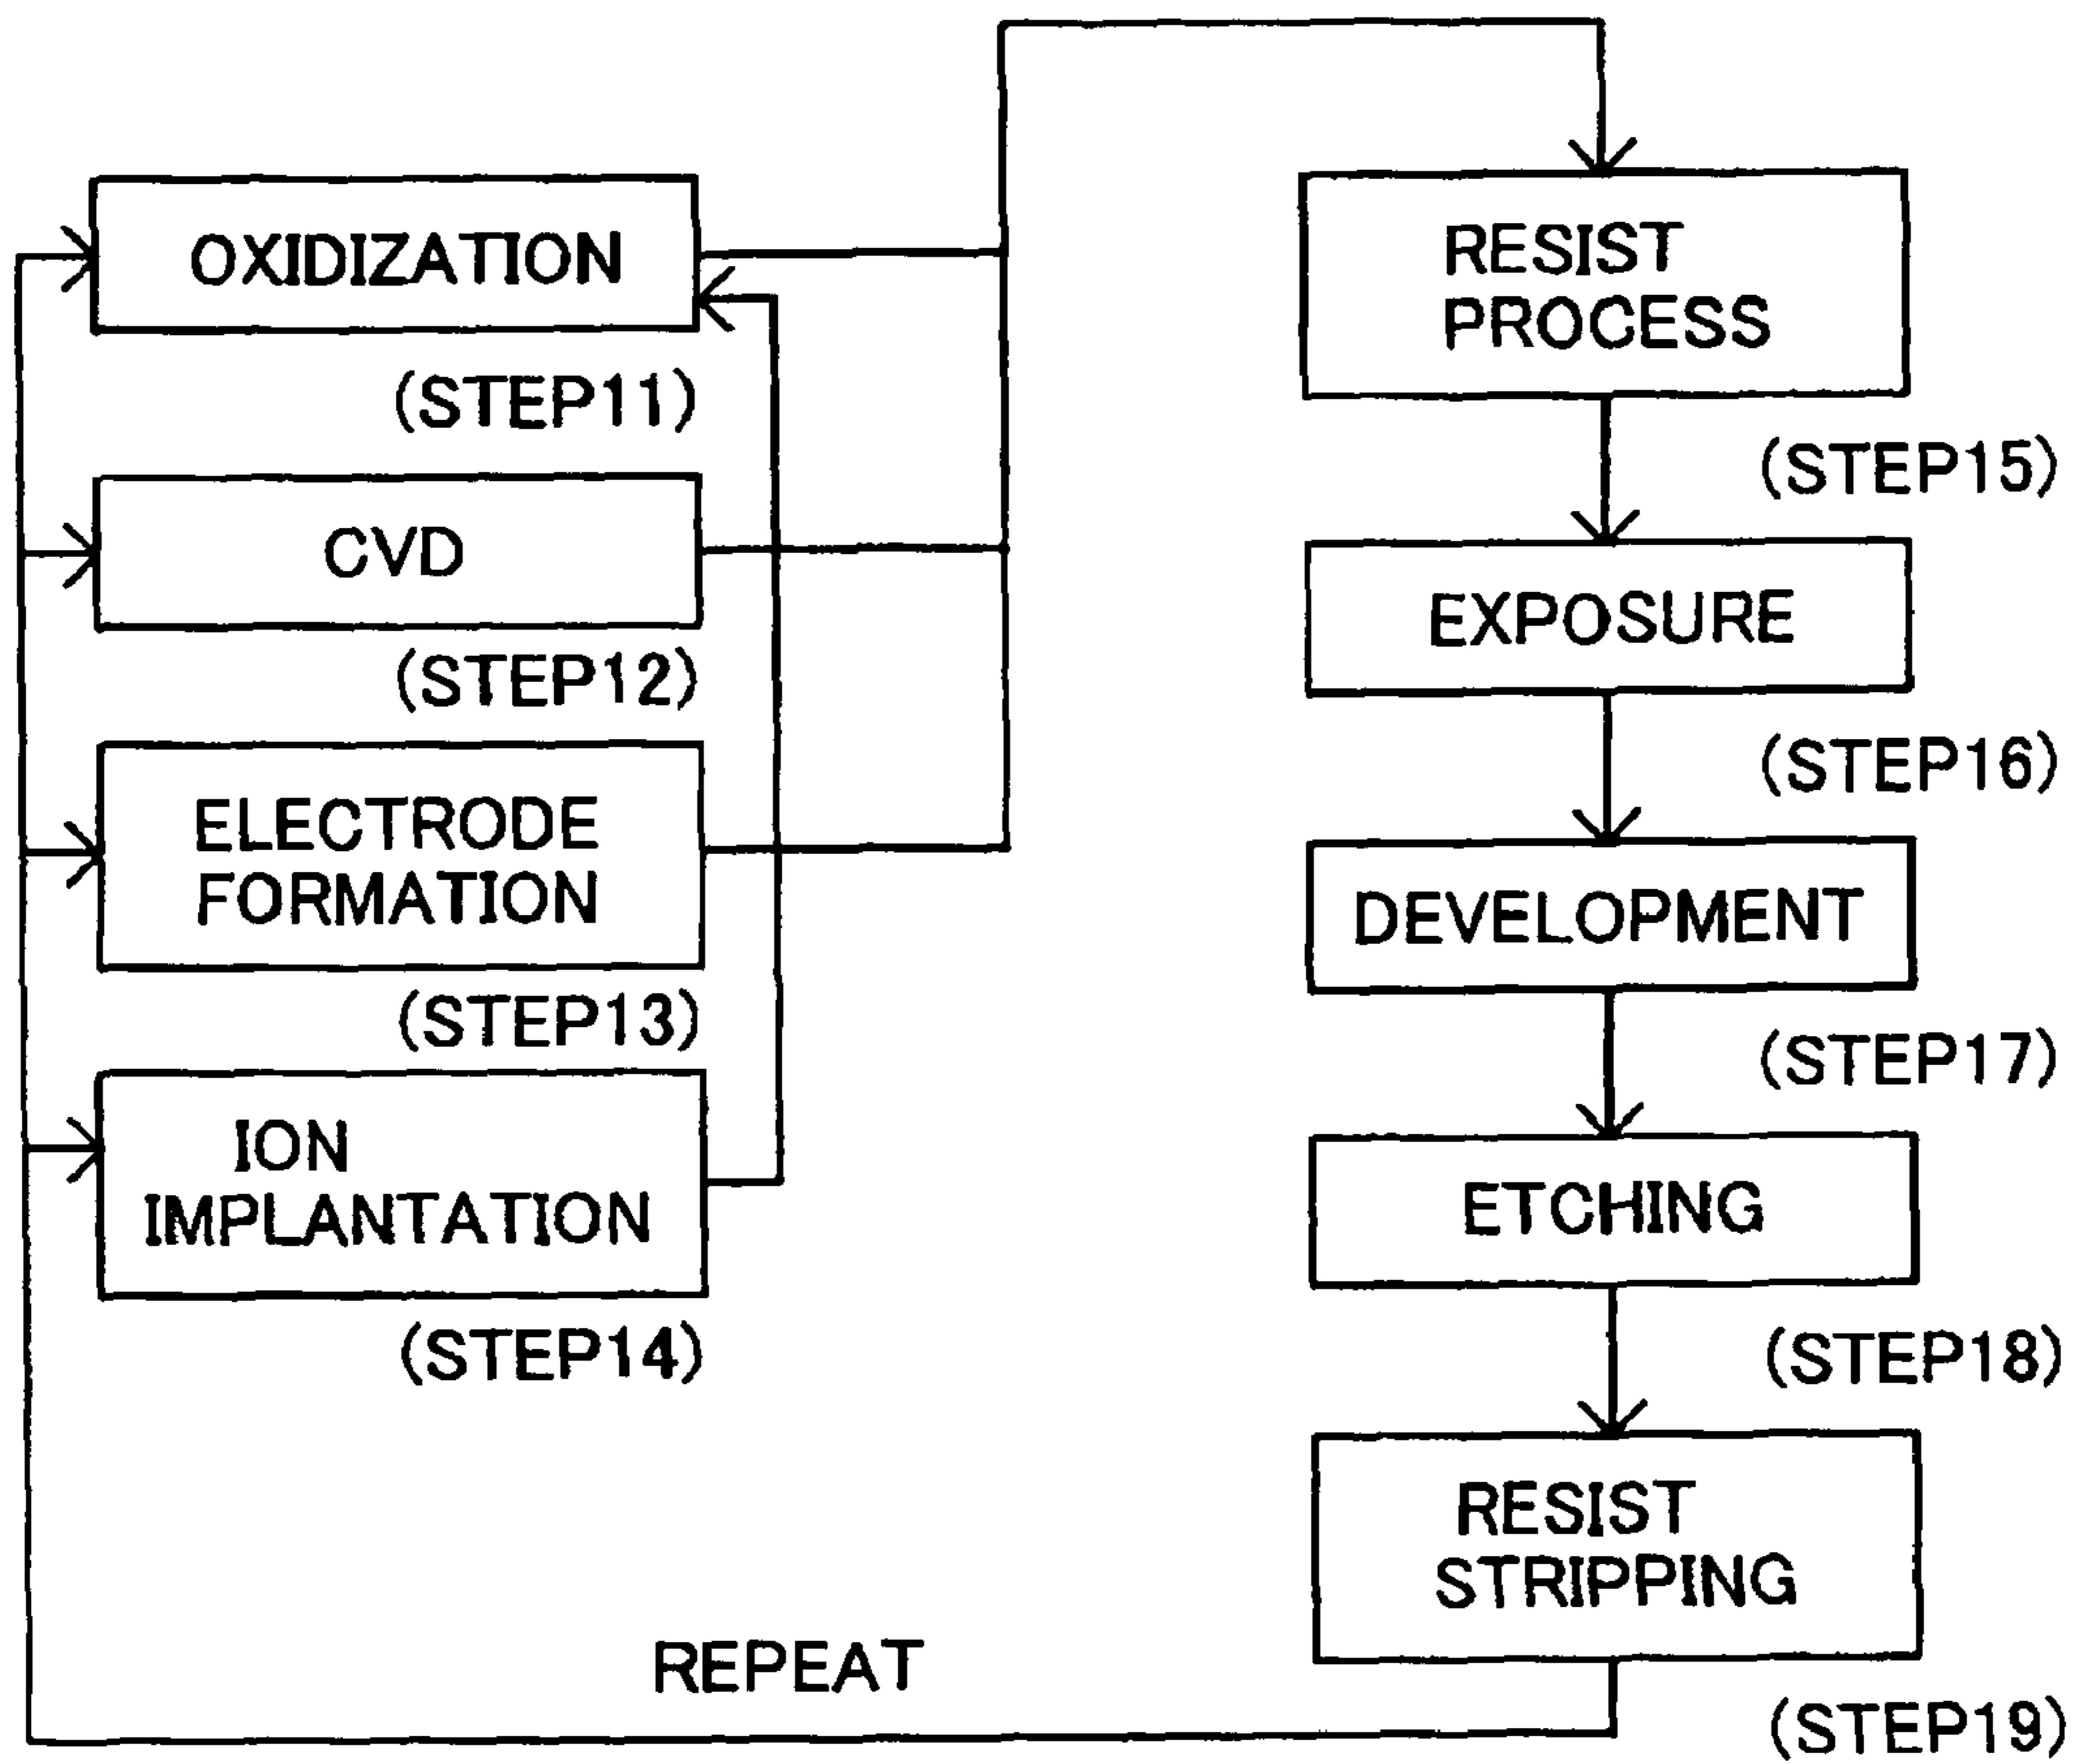 OXIDIZATION
(STEP11)
CVD
(STEP12)
ELECTRODE
FORMATION
(STEP13)
ION
IMPLANTATION
(STEP14)
RESIST
PROCESS
(STEP15)
EXPOSURE
(STEP16)
DEVELOPMENT
(STEP17)
ETCHING
(STEP18)
RESIST
STRIPPING
(STEP19)
REPEAT